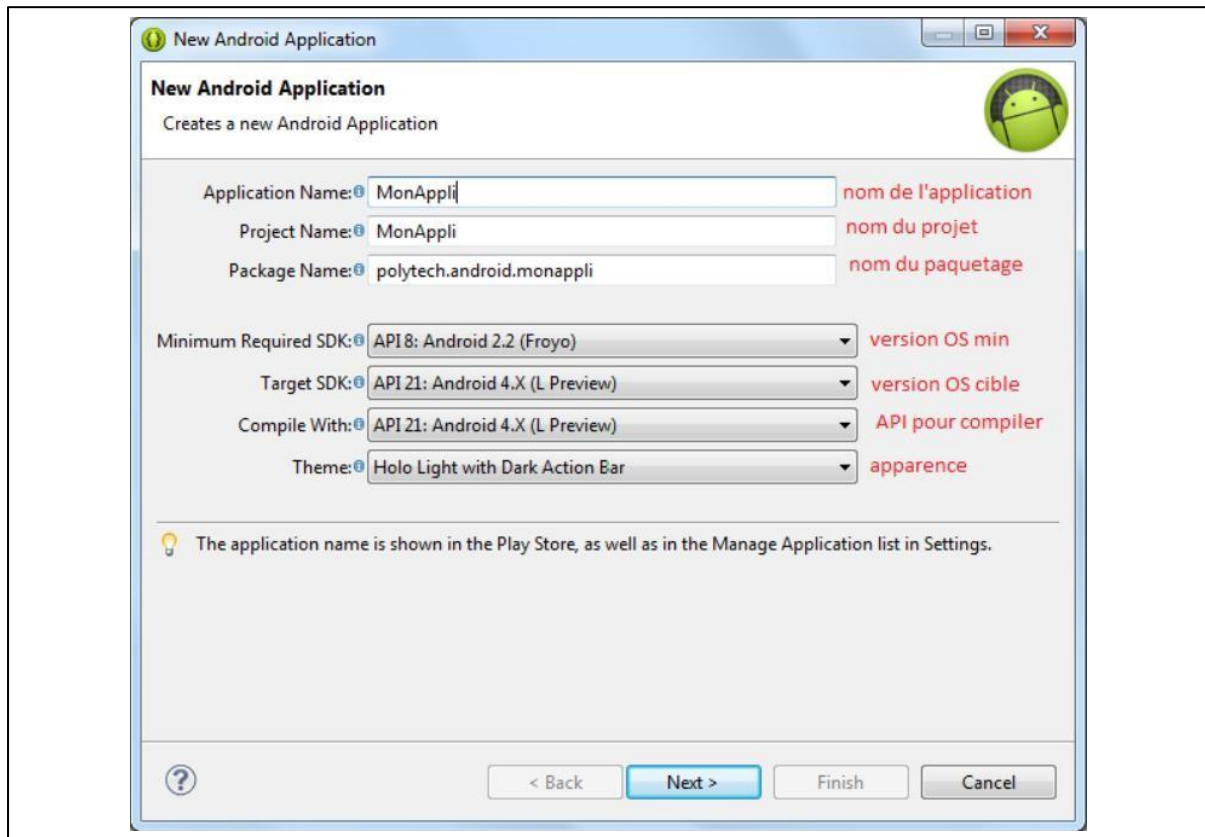 New Android Application
New Android Application
Creates a new Android Application
Application Name: MonAppli nom de l'application
Project Name: MonAppli nom du projet
Package Name: polytech.android.monappli nom du paquetage
Minimum Required SDK: API 8: Android 2.2 (Froyo) version OS min
Target SDK: API 21: Android 4.X (L Preview) version OS cible
Compile With: API 21: Android 4.X (L Preview) API pour compiler
Theme: Holo Light with Dark Action Bar apparence
The application name is shown in the Play Store, as well as in the Manage Application list in Settings.
? < Back Next > Finish Cancel